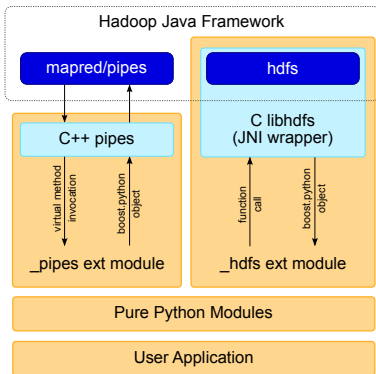 Hadoop Java Framework
mapred/pipes
hdfs
C++ pipes
C libhdfs
(JNI wrapper)
virtual method
invocation
boost.python
object
function
call
boost.python
object
_pipes ext module
_hdfs ext module
Pure Python Modules
User Application